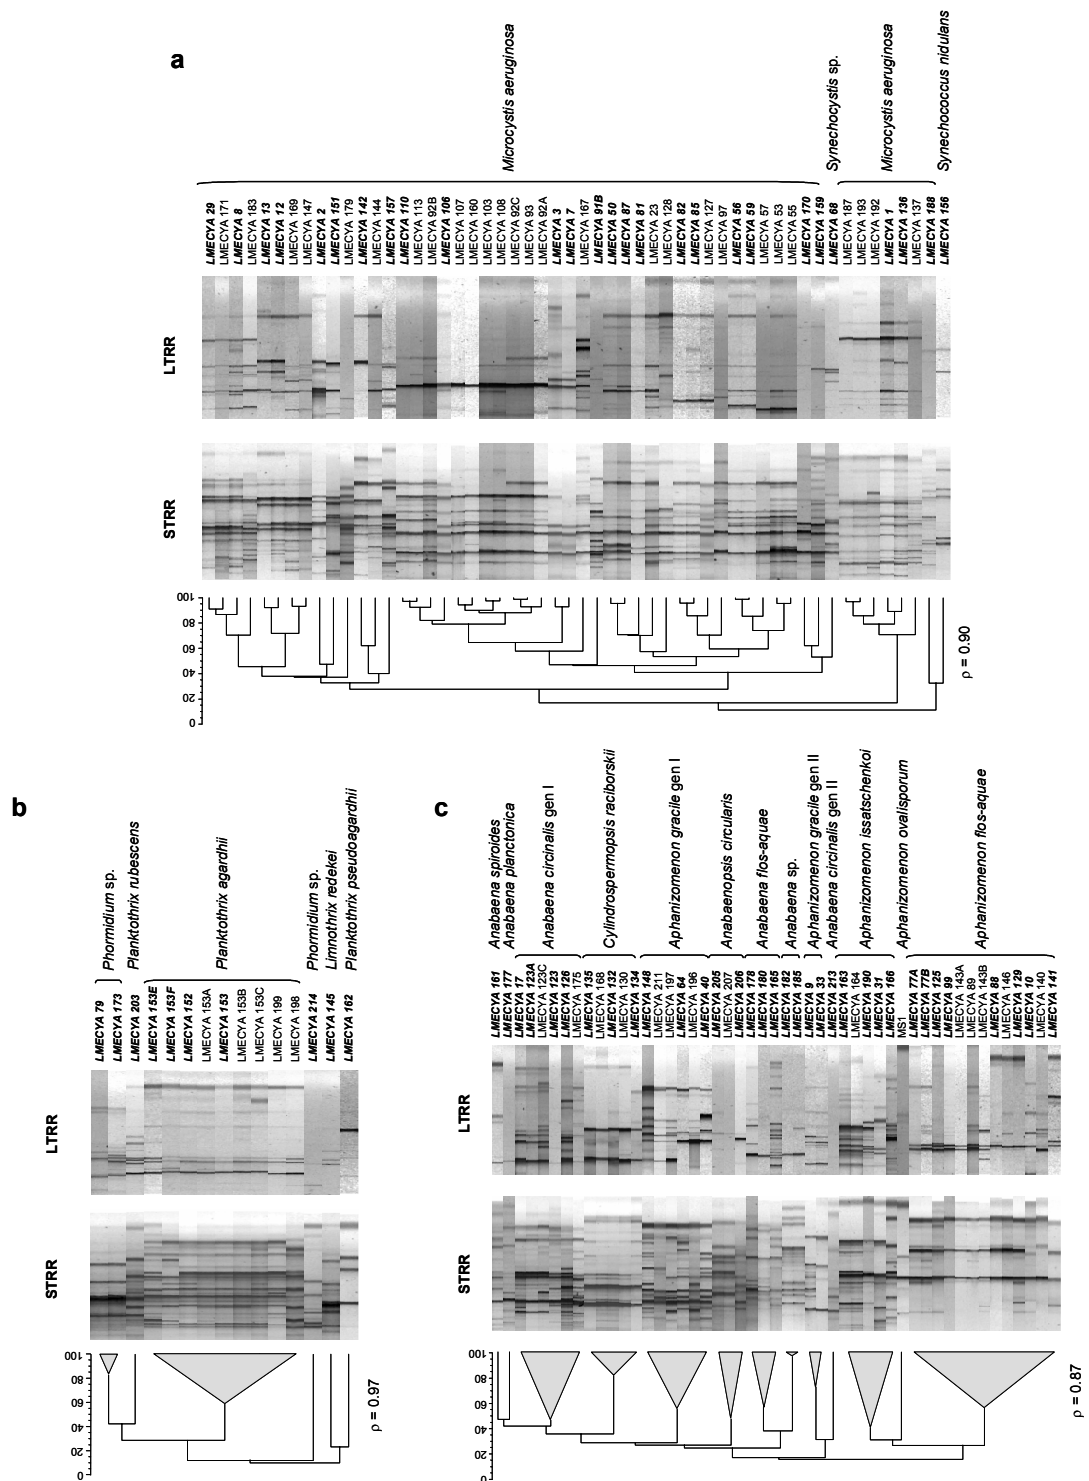 a
Microcystis aeruginosa
Synechocystis sp.
Microcystis aeruginosa
Synechococcus nidulans
LMECYA 29
LMECYA 171
LMECYA 8
LMECYA 183
LMECYA 13
LMECYA 12
LMECYA 169
LMECYA 147
LMECYA 2
LMECYA 151
LMECYA 179
LMECYA 142
LMECYA 144
LMECYA 157
LMECYA 110
LMECYA 113
LMECYA 92B
LMECYA 106
LMECYA 107
LMECYA 160
LMECYA 103
LMECYA 108
LMECYA 92C
LMECYA 93
LMECYA 92A
LMECYA 3
LMECYA 7
LMECYA 167
LMECYA 91B
LMECYA 50
LMECYA 87
LMECYA 81
LMECYA 23
LMECYA 128
LMECYA 82
LMECYA 85
LMECYA 127
LMECYA 97
LMECYA 56
LMECYA 59
LMECYA 57
LMECYA 53
LMECYA 55
LMECYA 170
LMECYA 159
LMECYA 68
LMECYA 187
LMECYA 193
LMECYA 192
LMECYA 1
LMECYA 136
LMECYA 137
LMECYA 188
LMECYA 156
LTRR
STRR
100
80
60
40
20
0
ρ = 0.90
b
Phormidium sp.
Planktothrix rubescens
Planktothrix agardhii
Phormidium sp.
Limnothrix redekei
Planktothrix pseudoagardhii
LMECYA 79
LMECYA 173
LMECYA 203
LMECYA 153E
LMECYA 153F
LMECYA 152
LMECYA 153A
LMECYA 153
LMECYA 153B
LMECYA 153C
LMECYA 199
LMECYA 198
LMECYA 214
LMECYA 145
LMECYA 162
LTRR
STRR
100
80
60
40
20
0
ρ = 0.97
c
Anabaena spiroides
Anabaena planctonica
Anabaena circinalis gen I
Cylindrospermopsis raciborskii
Aphanizomenon gracile gen I
Anabaenopsis circularis
Anabaena flos-aquae
Anabaena sp.
Aphanizomenon gracile gen II
Anabaena circinalis gen II
Aphanizomenon issatschenkoi
Aphanizomenon ovalisporum
Aphanizomenon flos-aquae
LMECYA 161
LMECYA 177
LMECYA 123A
LMECYA 123C
LMECYA 123
LMECYA 126
LMECYA 175
LMECYA 135
LMECYA 168
LMECYA 132
LMECYA 130
LMECYA 134
LMECYA 148
LMECYA 211
LMECYA 197
LMECYA 64
LMECYA 196
LMECYA 40
LMECYA 205
LMECYA 207
LMECYA 206
LMECYA 178
LMECYA 180
LMECYA 165
LMECYA 182
LMECYA 185
LMECYA 9
LMECYA 33
LMECYA 213
LMECYA 163
LMECYA 164
LMECYA 190
LMECYA 31
LMECYA 166
MS1
LMECYA 77A
LMECYA 77B
LMECYA 125
LMECYA 99
LMECYA 143A
LMECYA 89
LMECYA 143B
LMECYA 88
LMECYA 146
LMECYA 129
LMECYA 10
LMECYA 140
LMECYA 141
LTRR
STRR
100
80
60
40
20
0
ρ = 0.87